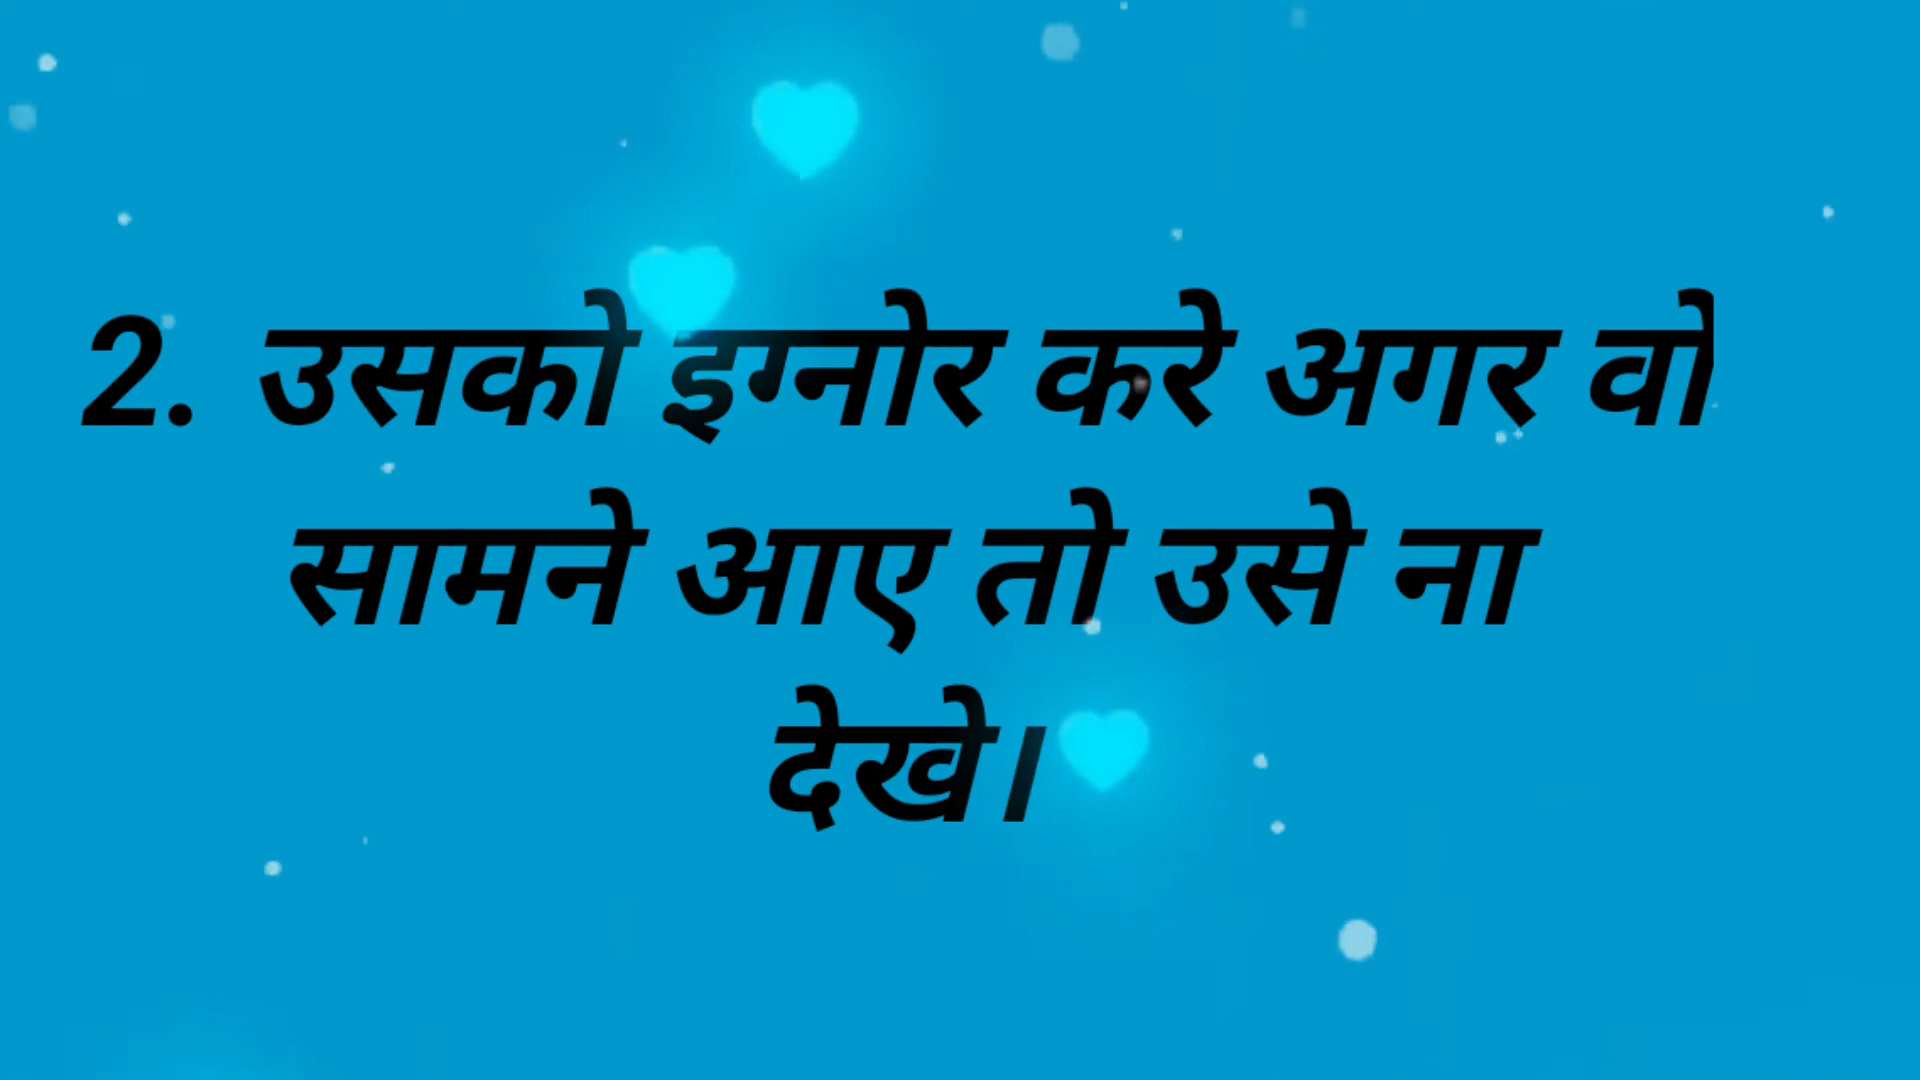 2. उसको इग्नोर करे अगर वो
सामने आए तो उसे ना
देखे।